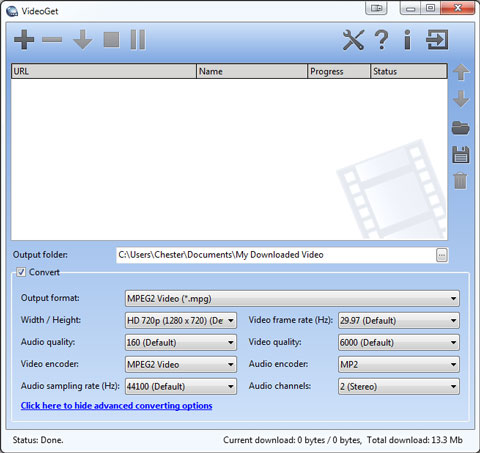 VideoGet
URL Name Progress Status
Output folder: C:\Users\Chester\Documents\My Downloaded Video ...
Convert
Output format: MPEG2 Video (*.mpg)
Width / Height: HD 720p (1280 x 720) (De Video frame rate (Hz): 29.97 (Default)
Audio quality: 160 (Default) Video quality: 6000 (Default)
Video encoder: MPEG2 Video Audio encoder: MP2
Audio sampling rate (Hz): 44100 (Default) Audio channels: 2 (Stereo)
Click here to hide advanced converting options
Status: Done. Current download: 0 bytes / 0 bytes, Total download: 13.3 Mb